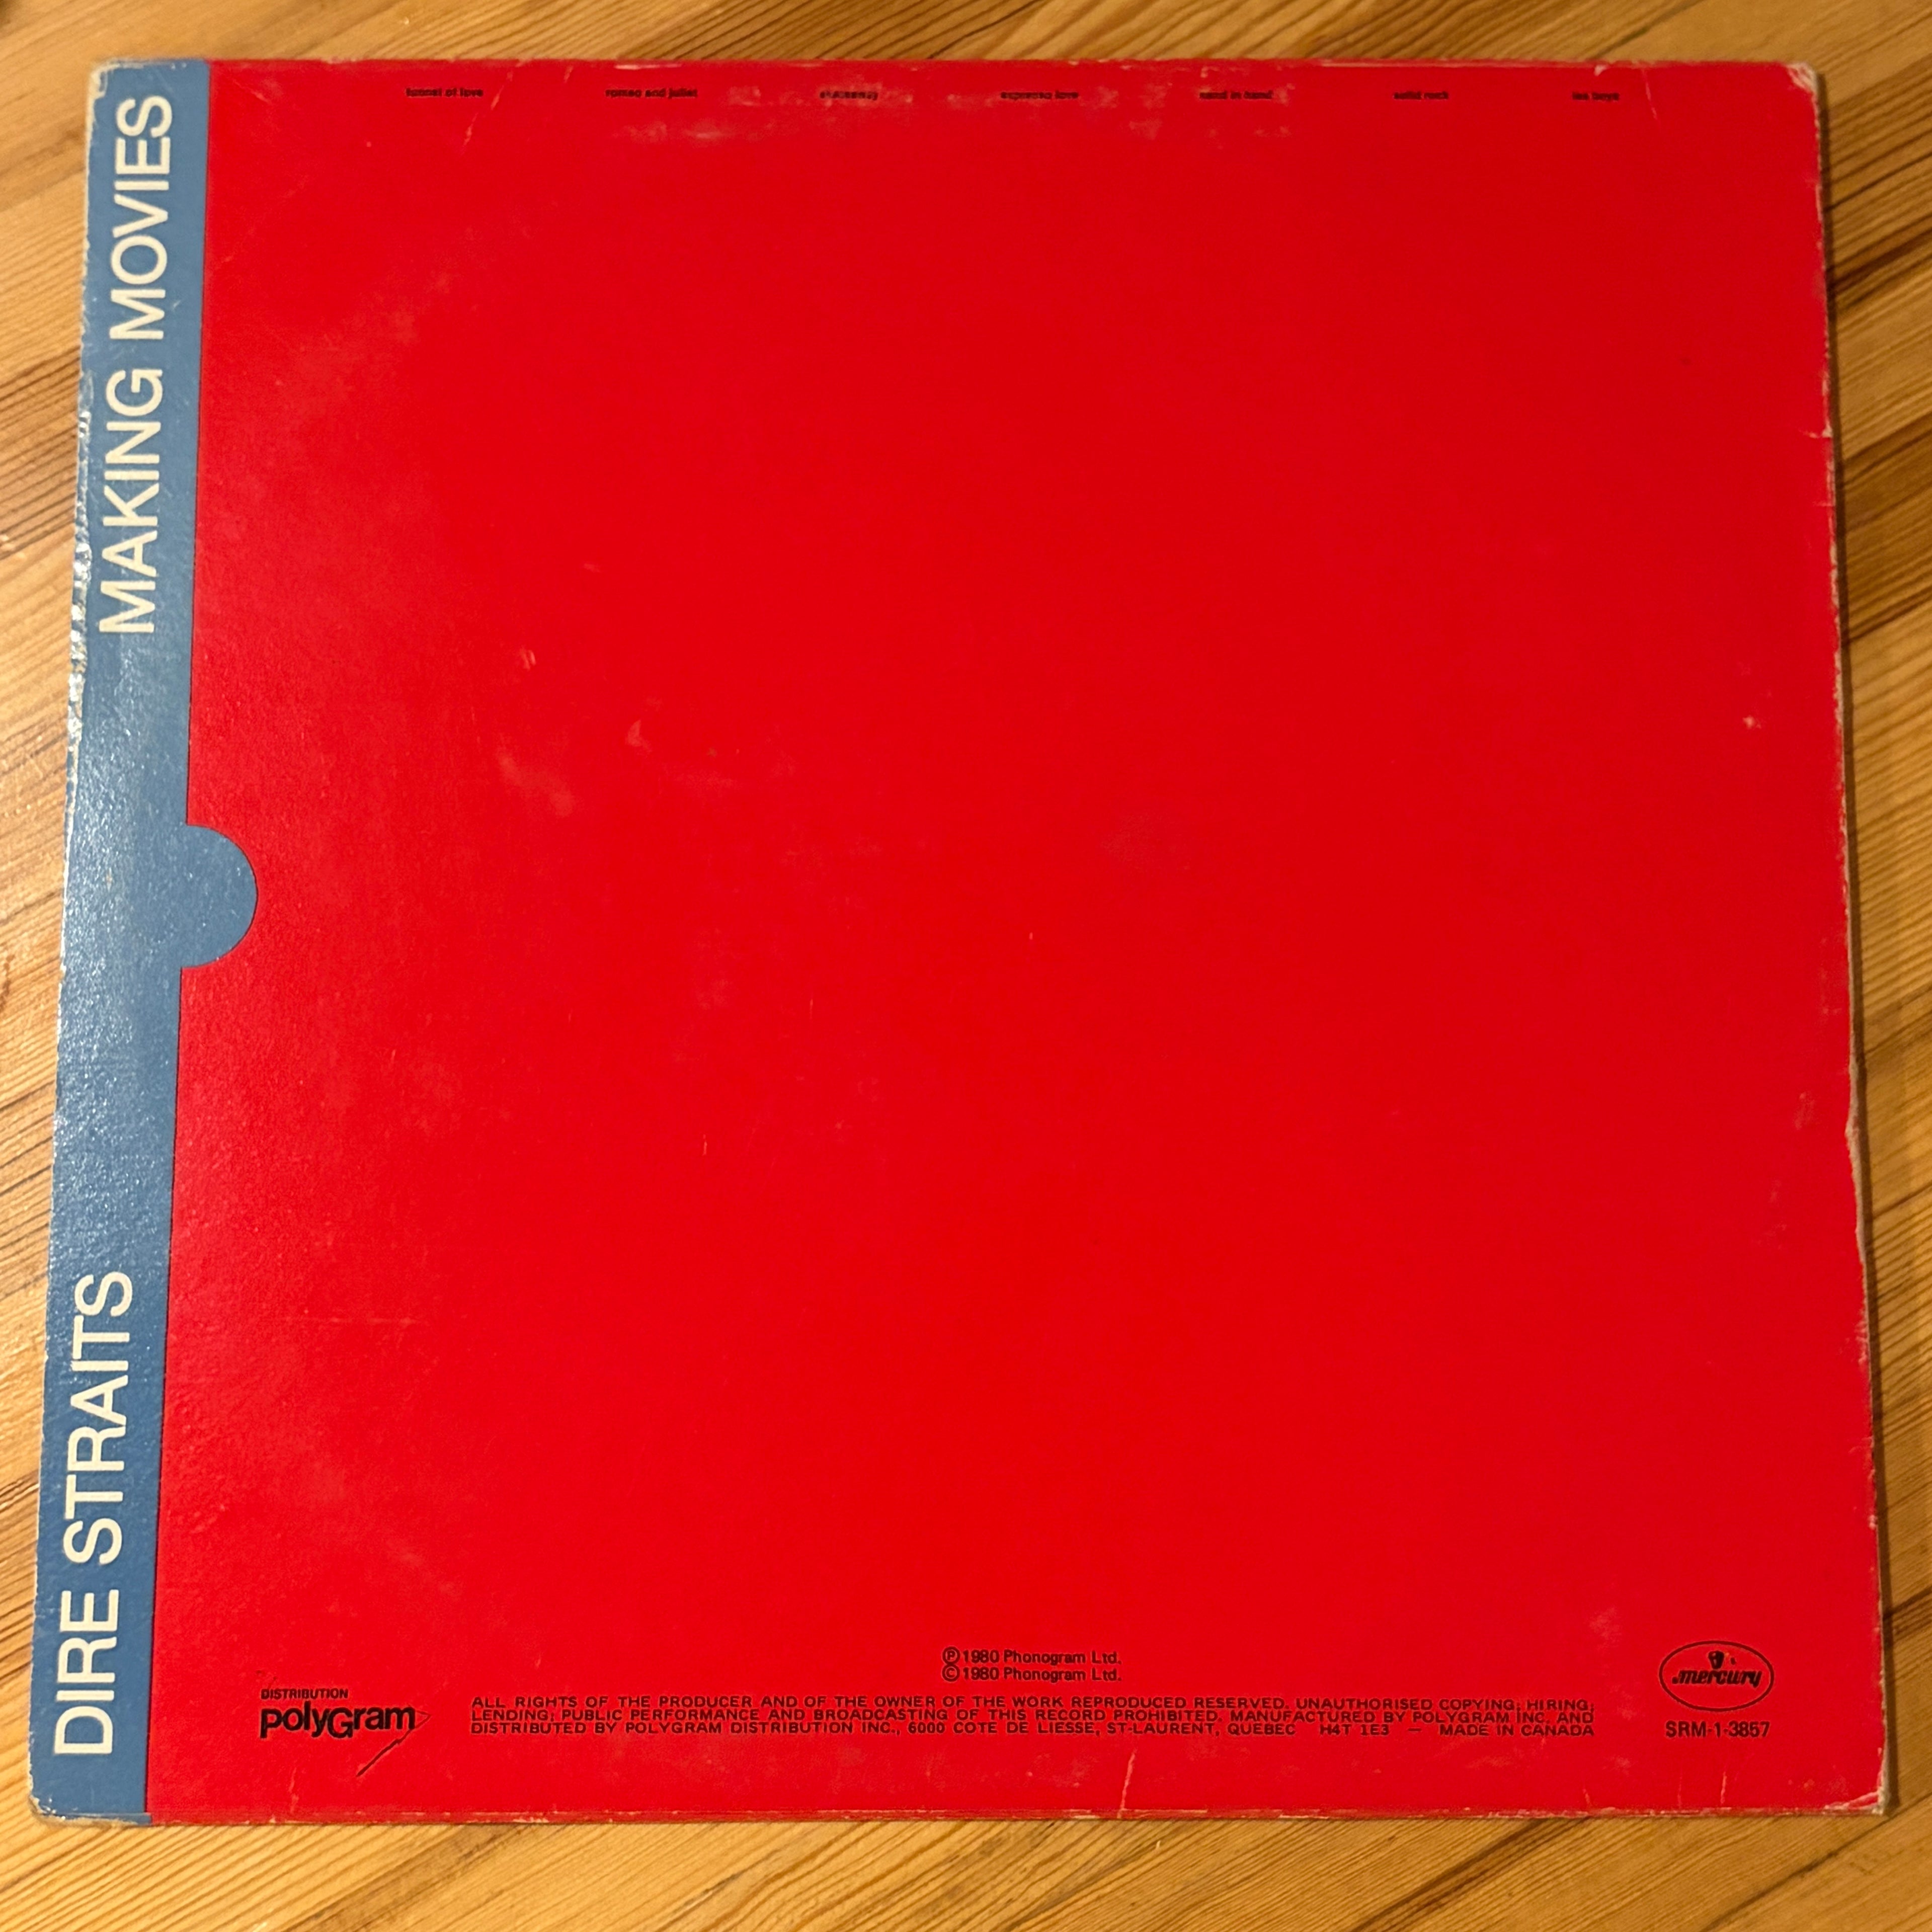 tunnel of love romeo and juliet skateaway expresso love hand in hand solid rock les boys
MAKING MOVIES
DIRE STRAITS
Ⓟ1980 Phonogram Ltd.
©1980 Phonogram Ltd.
DISTRIBUTION
polyGram
ALL RIGHTS OF THE PRODUCER AND OF THE OWNER OF THE WORK REPRODUCED RESERVED. UNAUTHORISED COPYING; HIRING;
LENDING; PUBLIC PERFORMANCE AND BROADCASTING OF THIS RECORD PROHIBITED. MANUFACTURED BY POLYGRAM INC. AND
DISTRIBUTED BY POLYGRAM DISTRIBUTION INC., 6000 COTE DE LIESSE, ST-LAURENT, QUEBEC H4T 1E3 — MADE IN CANADA
mercury
SRM-1-3857